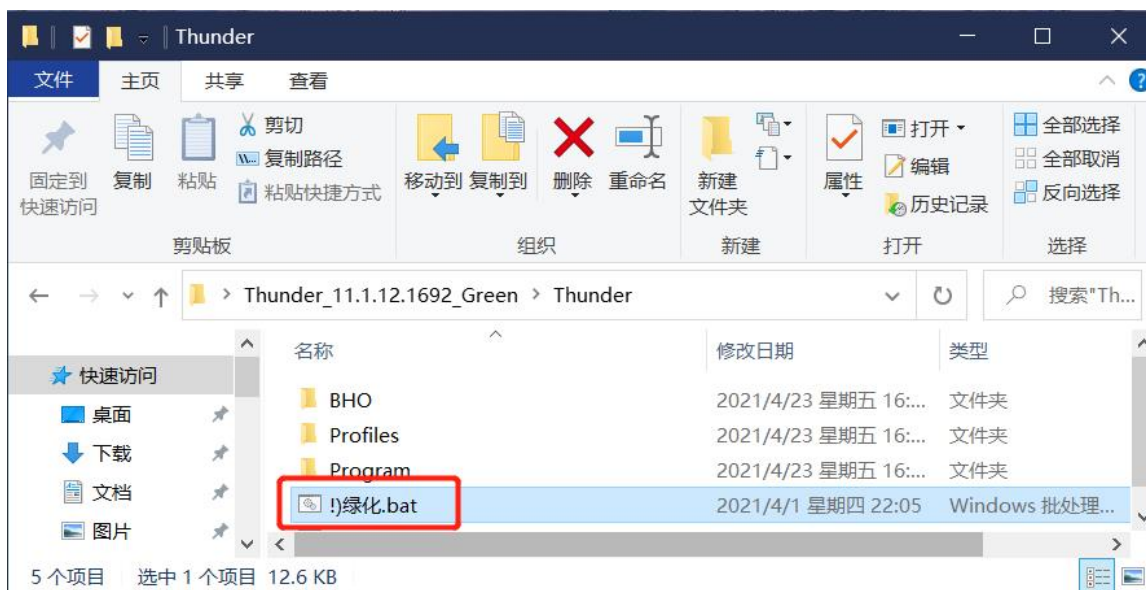 Thunder
文件 主页 共享 查看
固定到快速访问 复制 粘贴 剪切 复制路径 粘贴快捷方式 移动到 复制到 删除 重命名 新建文件夹 属性 打开 编辑 历史记录 全部选择 全部取消 反向选择
剪贴板 组织 新建 打开 选择
Thunder_11.1.12.1692_Green > Thunder 搜索"Th...
名称 修改日期 类型
快速访问
桌面 BHO 2021/4/23 星期五 16:... 文件夹
下载 Profiles 2021/4/23 星期五 16:... 文件夹
Program 2021/4/23 星期五 16:... 文件夹
文档 !)绿化.bat 2021/4/1 星期四 22:05 Windows 批处理...
图片
5 个项目 选中 1 个项目 12.6 KB